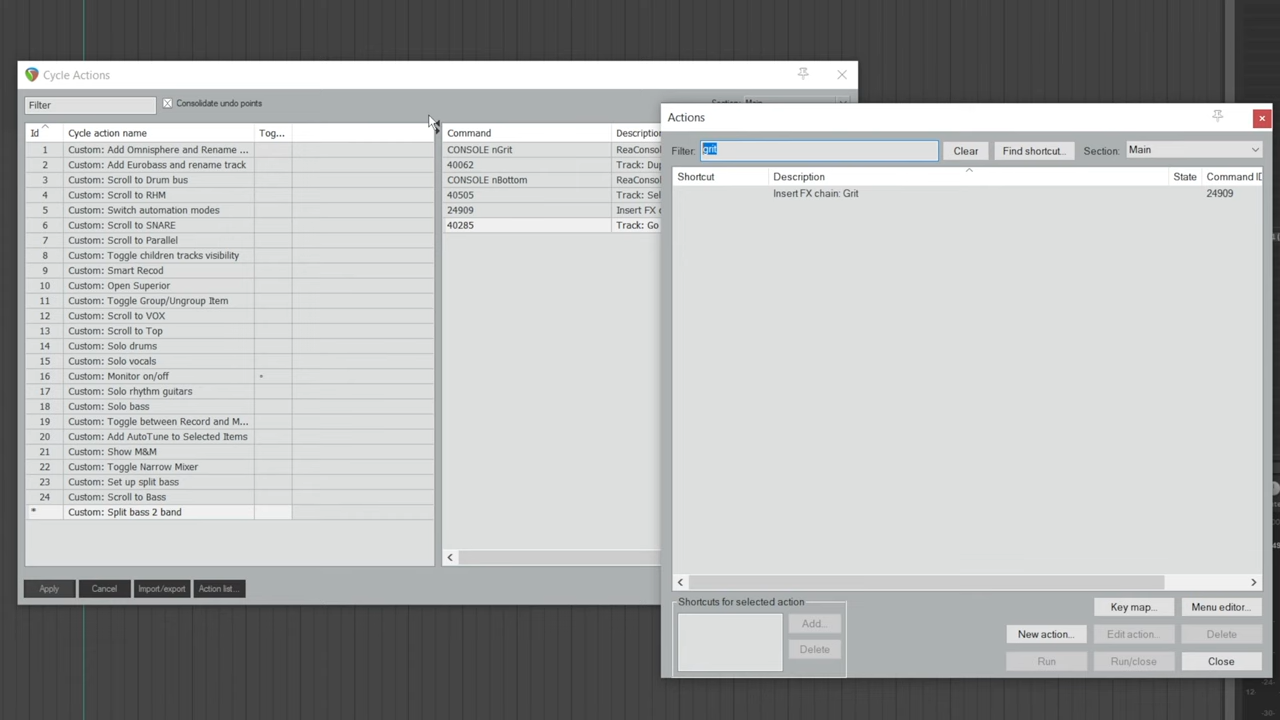 Cycle Actions
Filter
Consolidate undo points
Id Cycle action name Tog...
1 Custom: Add Omnisphere and Rename ...
2 Custom: Add Eurobass and rename track
3 Custom: Scroll to Drum bus
4 Custom: Scroll to RHM
5 Custom: Switch automation modes
6 Custom: Scroll to SNARE
7 Custom: Scroll to Parallel
8 Custom: Toggle children tracks visibility
9 Custom: Smart Recod
10 Custom: Open Superior
11 Custom: Toggle Group/Ungroup Item
12 Custom: Scroll to VOX
13 Custom: Scroll to Top
14 Custom: Solo drums
15 Custom: Solo vocals
16 Custom: Monitor on/off
17 Custom: Solo rhythm guitars
18 Custom: Solo bass
19 Custom: Toggle between Record and M...
20 Custom: Add AutoTune to Selected Items
21 Custom: Show M&M
22 Custom: Toggle Narrow Mixer
23 Custom: Set up split bass
24 Custom: Scroll to Bass
* Custom: Split bass 2 band
Apply Cancel Import/export Action list...
Command Description
CONSOLE nGrit ReaConso
40062 Track: Dup
CONSOLE nBottom ReaConso
40505 Track: Sel
24909 Insert FX c
40285 Track: Go
Actions
Filter: grit Clear Find shortcut... Section: Main
Shortcut Description State Command ID
Insert FX chain: Grit 24909
Shortcuts for selected action
Add...
Delete
Key map... Menu editor...
New action... Edit action... Delete
Run Run/close Close